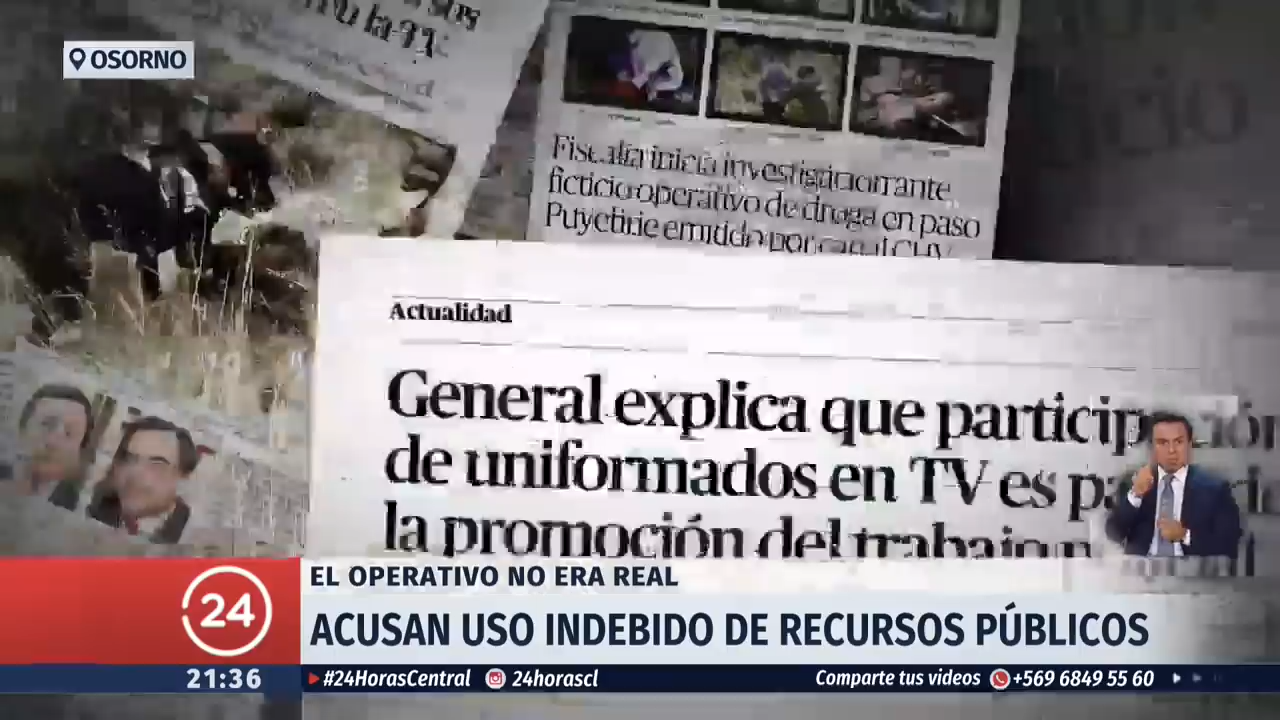 OSORNO
Fiscalía inicia investigación ante
ficticio operativo de droga en paso
Puyehue emitido por canal CHV
Actualidad
General explica que participación
de uniformados en TV es
la promoción del trabajo
EL OPERATIVO NO ERA REAL
24
ACUSAN USO INDEBIDO DE RECURSOS PÚBLICOS
21:36 #24HorasCentral 24horascl Comparte tus videos +569 6849 55 60